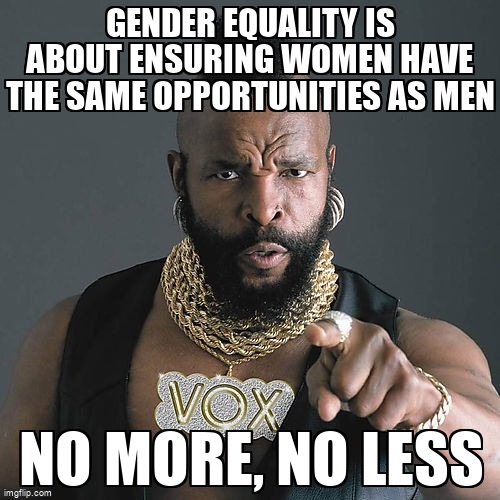 GENDER EQUALITY IS
ABOUT ENSURING WOMEN HAVE
THE SAME OPPORTUNITIES AS MEN
VOX
NO MORE, NO LESS
imgflip.com